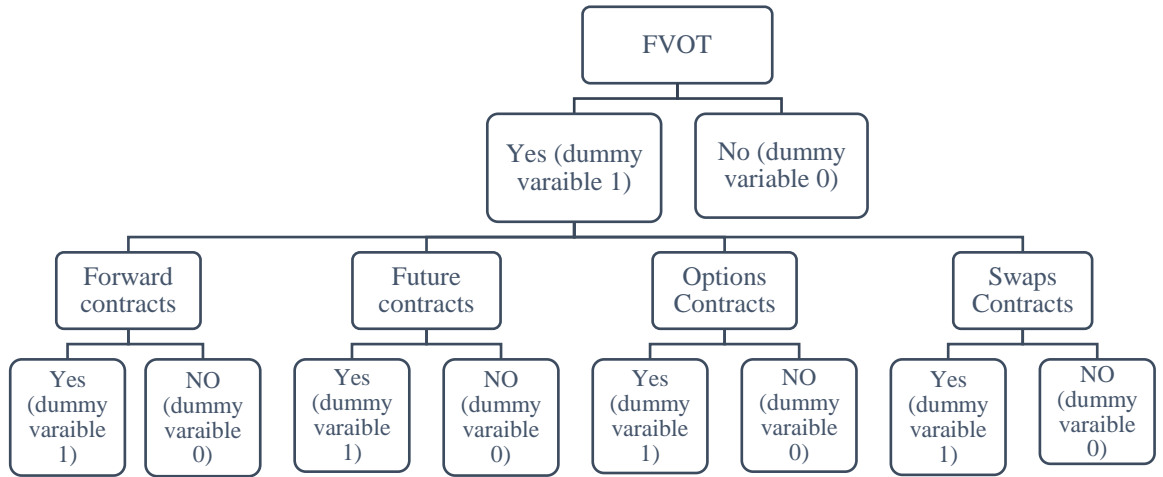 FVOT
Yes (dummy
varaible 1)
No (dummy
variable 0)
Forward
contracts
Future
contracts
Options
Contracts
Swaps
Contracts
Yes
(dummy
varaible
1)
NO
(dummy
varaible
0)
Yes
(dummy
varaible
1)
NO
(dummy
varaible
0)
Yes
(dummy
varaible
1)
NO
(dummy
varaible
0)
Yes
(dummy
varaible
1)
NO
(dummy
varaible
0)